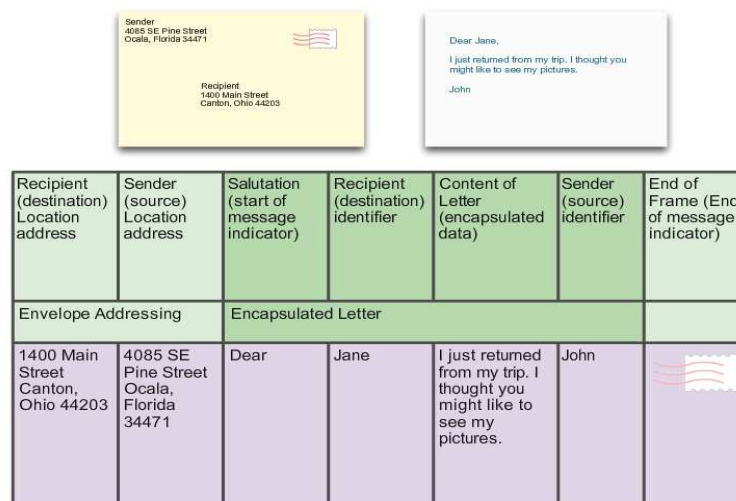 Sender
4085 SE Pine Street
Ocala, Florida 34471
Recipient
1400 Main Street
Canton, Ohio 44203
Dear Jane,
I just returned from my trip. I thought you
might like to see my pictures.
John
Recipient
(destination)
Location
address
Sender
(source)
Location
address
Salutation
(start of
message
indicator)
Recipient
(destination)
identifier
Content of
Letter
(encapsulated
data)
Sender
(source)
identifier
End of
Frame (End
of message
indicator)
Envelope Addressing
Encapsulated Letter
1400 Main
Street
Canton,
Ohio 44203
4085 SE
Pine Street
Ocala,
Florida
34471
Dear
Jane
I just returned
from my trip. I
thought you
might like to
see my
pictures.
John